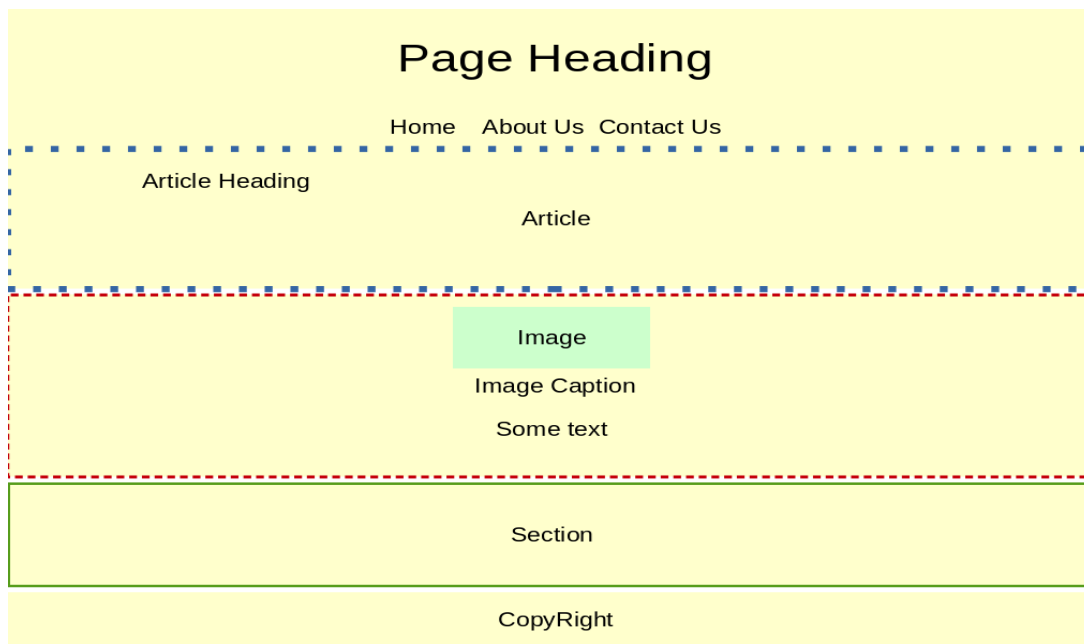 Page Heading
Home About Us Contact Us
Article Heading
Article
Image
Image Caption
Some text
Section
CopyRight